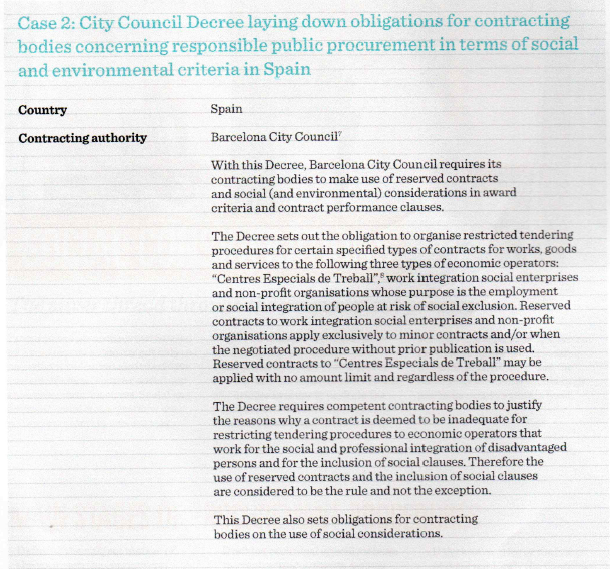 Case 2: City Council Decree laying down obligations for contracting
bodies concerning responsible public procurement in terms of social
and environmental criteria in Spain
Country Spain
Contracting authority Barcelona City Council⁷
With this Decree, Barcelona City Council requires its
contracting bodies to make use of reserved contracts
and social (and environmental) considerations in award
criteria and contract performance clauses.
The Decree sets out the obligation to organise restricted tendering
procedures for certain specified types of contracts for works, goods
and services to the following three types of economic operators:
“Centres Especials de Treball”,⁸ work integration social enterprises
and non-profit organisations whose purpose is the employment
or social integration of people at risk of social exclusion. Reserved
contracts to work integration social enterprises and non-profit
organisations apply exclusively to minor contracts and/or when
the negotiated procedure without prior publication is used.
Reserved contracts to “Centres Especials de Treball” may be
applied with no amount limit and regardless of the procedure.
The Decree requires competent contracting bodies to justify
the reasons why a contract is deemed to be inadequate for
restricting tendering procedures to economic operators that
work for the social and professional integration of disadvantaged
persons and for the inclusion of social clauses. Therefore the
use of reserved contracts and the inclusion of social clauses
are considered to be the rule and not the exception.
This Decree also sets obligations for contracting
bodies on the use of social considerations.